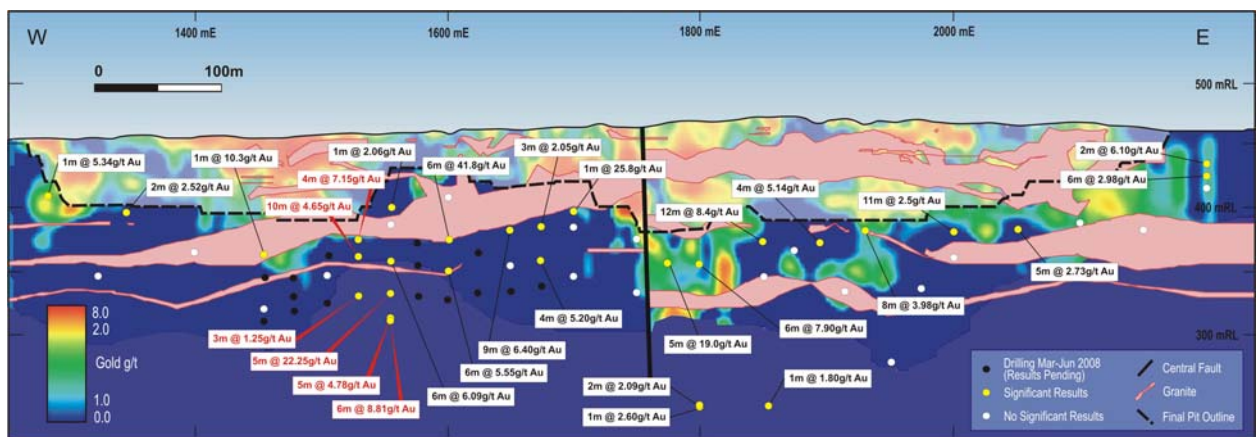 W
1400 mE
1600 mE
1800 mE
2000 mE
E
0
100m
500 mRL
1m @ 5.34g/t Au
1m @ 10.3g/t Au
1m @ 2.06g/t Au
3m @ 2.05g/t Au
2m @ 6.10g/t Au
2m @ 2.52g/t Au
4m @ 7.15g/t Au
6m @ 41.8g/t Au
1m @ 25.8g/t Au
4m @ 5.14g/t Au
6m @ 2.98g/t Au
10m @ 4.65g/t Au
12m @ 8.4g/t Au
11m @ 2.5g/t Au
400 mRL
5m @ 2.73g/t Au
8m @ 3.98g/t Au
4m @ 5.20g/t Au
6m @ 7.90g/t Au
300 mRL
3m @ 1.25g/t Au
9m @ 6.40g/t Au
5m @ 19.0g/t Au
5m @ 22.25g/t Au
6m @ 5.55g/t Au
5m @ 4.78g/t Au
6m @ 6.09g/t Au
2m @ 2.09g/t Au
1m @ 1.80g/t Au
6m @ 8.81g/t Au
1m @ 2.60g/t Au
8.0
2.0
Gold g/t
1.0
0.0
Drilling Mar-Jun 2008
(Results Pending)
Significant Results
No Significant Results
Central Fault
Granite
Final Pit Outline